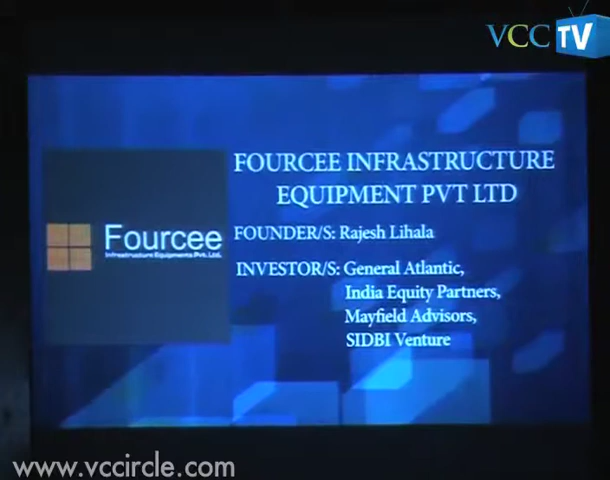 VCC TV
FOURCEE INFRASTRUCTURE
EQUIPMENT PVT LTD
Fourcee
Infrastructure Equipments Pvt. Ltd.
FOUNDER/S: Rajesh Lihala
INVESTOR/S: General Atlantic,
India Equity Partners,
Mayfield Advisors,
SIDBI Venture
www.vccircle.com